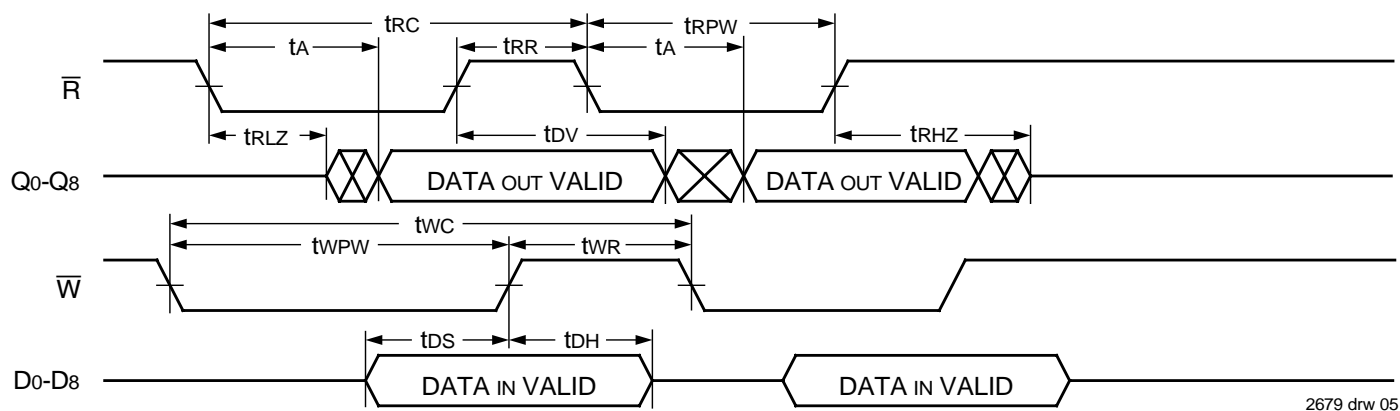 tRC tRPW
tA tRR tA
R̅
tRLZ tDV tRHZ
Q0-Q8 DATA OUT VALID DATA OUT VALID
tWC
tWPW tWR
W̅
tDS tDH
D0-D8 DATA IN VALID DATA IN VALID
2679 drw 05